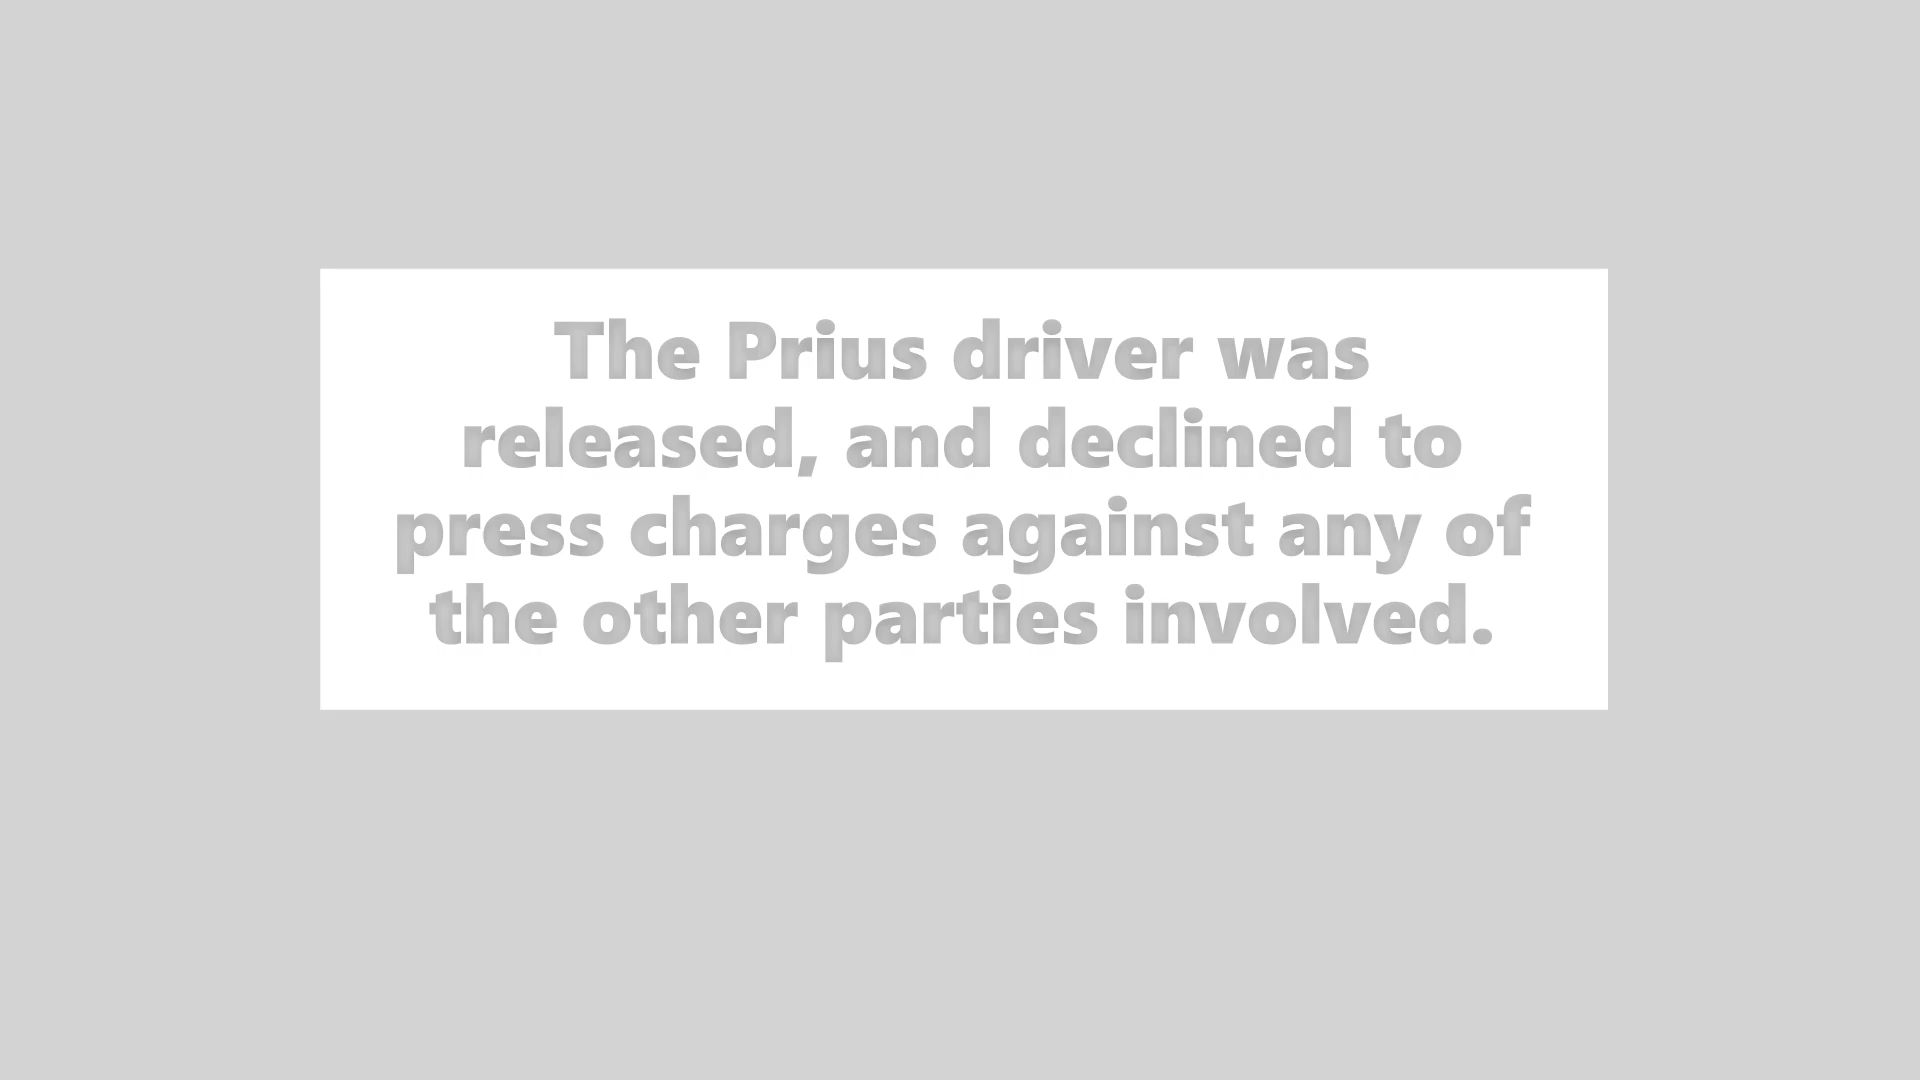 The Prius driver was
released, and declined to
press charges against any of
the other parties involved.